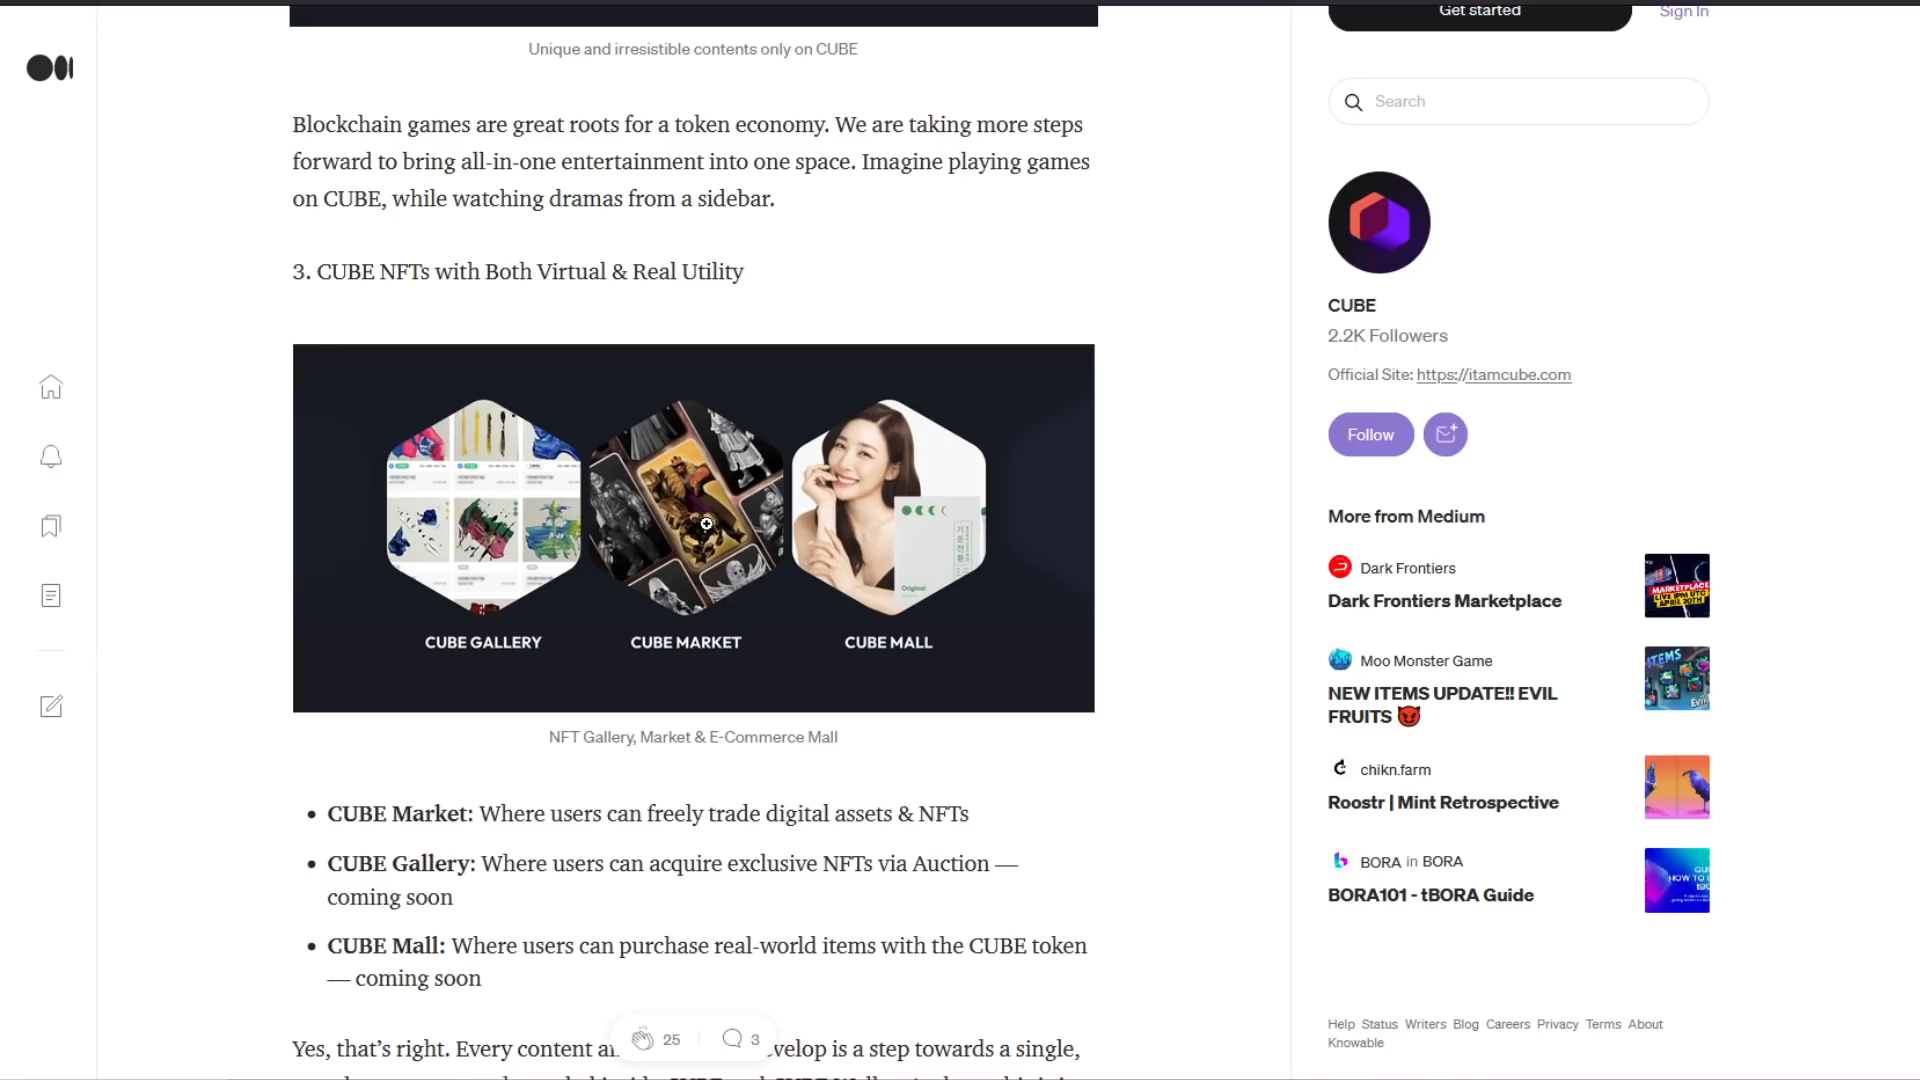 Get started
Sign In
Unique and irresistible contents only on CUBE
Search
Blockchain games are great roots for a token economy. We are taking more steps
forward to bring all-in-one entertainment into one space. Imagine playing games
on CUBE, while watching dramas from a sidebar.
3. CUBE NFTs with Both Virtual & Real Utility
Original
CUBE GALLERY
CUBE MARKET
CUBE MALL
NFT Gallery, Market & E-Commerce Mall
• CUBE Market: Where users can freely trade digital assets & NFTs
• CUBE Gallery: Where users can acquire exclusive NFTs via Auction —
coming soon
• CUBE Mall: Where users can purchase real-world items with the CUBE token
— coming soon
25
3
Yes, that’s right. Every content
velop is a step towards a single,
CUBE
2.2K Followers
Official Site: https://itamcube.com
Follow
More from Medium
Dark Frontiers
Dark Frontiers Marketplace
MARKETPLACE
APRIL 20TH
Moo Monster Game
NEW ITEMS UPDATE!! EVIL
FRUITS
ITEMS
chikn.farm
Roostr | Mint Retrospective
BORA in BORA
BORA101 - tBORA Guide
Help Status Writers Blog Careers Privacy Terms About
Knowable